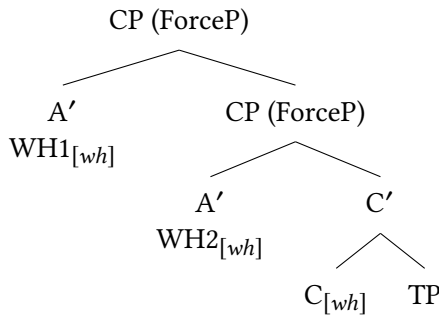 CP (ForceP)
A′ CP (ForceP)
WH1[wh]
A′ C′
WH2[wh]
C[wh] TP